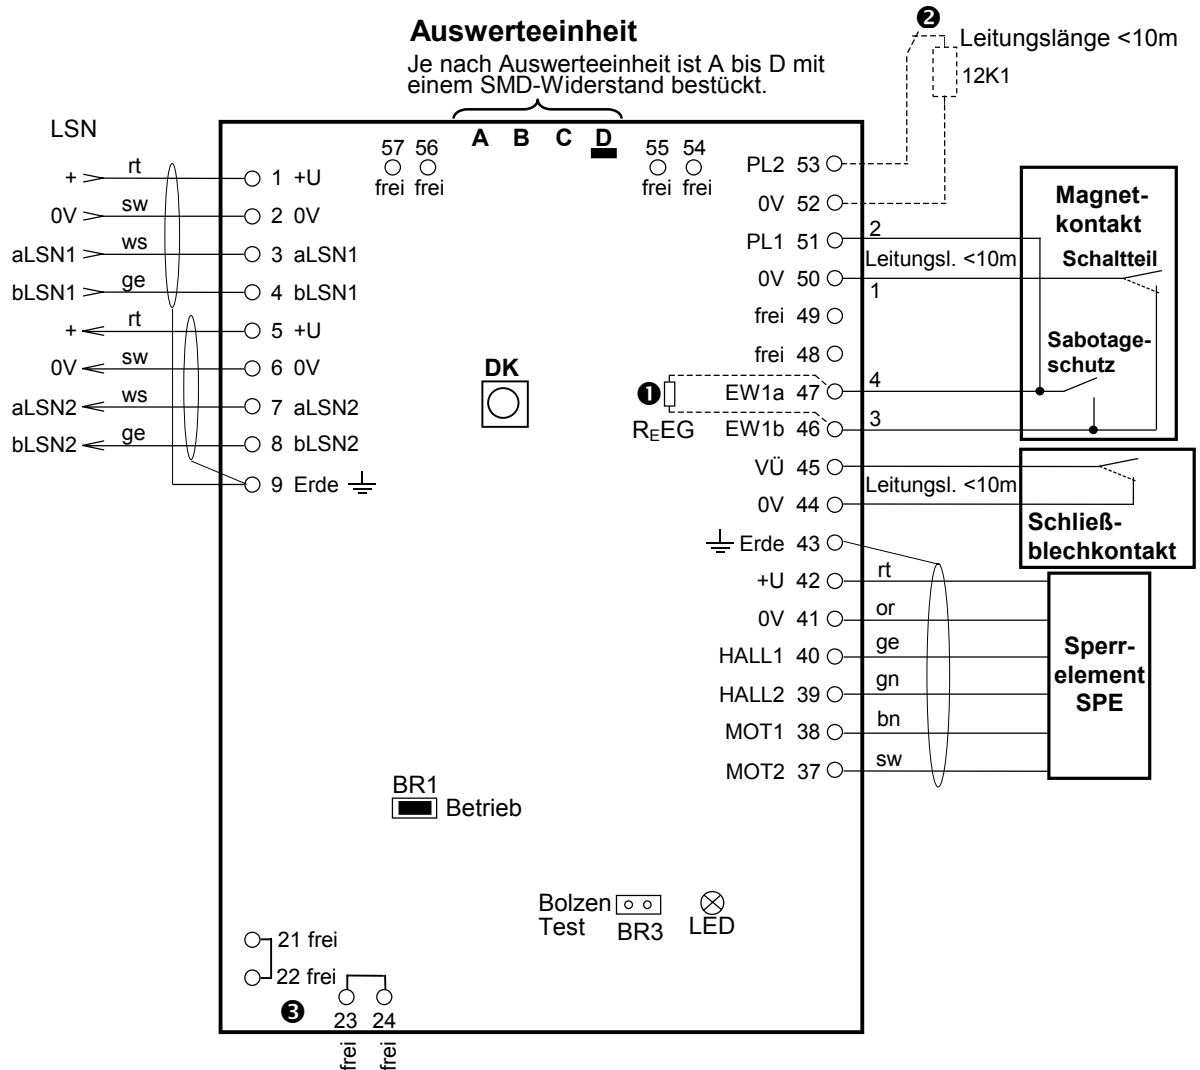 Auswerteeinheit
Je nach Auswerteeinheit ist A bis D mit
einem SMD-Widerstand bestückt.
❷
Leitungslänge <10m
12K1
LSN
A B C D
57 56
frei frei
55 54
frei frei
+ rt 1 +U
0V sw 2 0V
aLSN1 ws 3 aLSN1
bLSN1 ge 4 bLSN1
+ rt 5 +U
0V sw 6 0V
aLSN2 ws 7 aLSN2
bLSN2 ge 8 bLSN2
9 Erde
DK
❶
REEG
PL2 53
0V 52
PL1 51 2
Leitungsl. <10m
0V 50 1
frei 49
frei 48
EW1a 47 4
EW1b 46 3
VÜ 45
Leitungsl. <10m
0V 44
Erde 43
+U 42 rt
0V 41 or
HALL1 40 ge
HALL2 39 gn
MOT1 38 bn
MOT2 37 sw
Magnet-
kontakt
Schaltteil
Sabotage-
schutz
Schließ-
blechkontakt
Sperr-
element
SPE
BR1
Betrieb
Bolzen
Test
BR3
LED
21 frei
22 frei
❸
23 24
frei frei